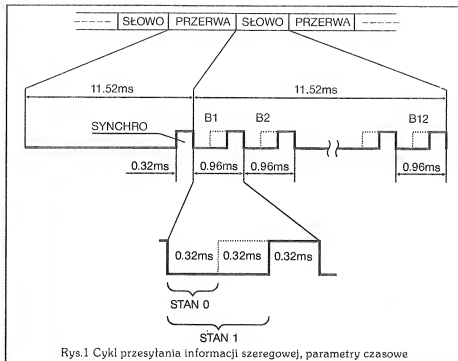 SŁOWO PRZERWA SŁOWO PRZERWA
11.52ms 11.52ms
SYNCHRO B1 B2 B12
0.32ms 0.96ms 0.96ms 0.96ms
0.32ms 0.32ms 0.32ms
STAN 0
STAN 1
Rys.1 Cykl przesyłania informacji szeregowej, parametry czasowe